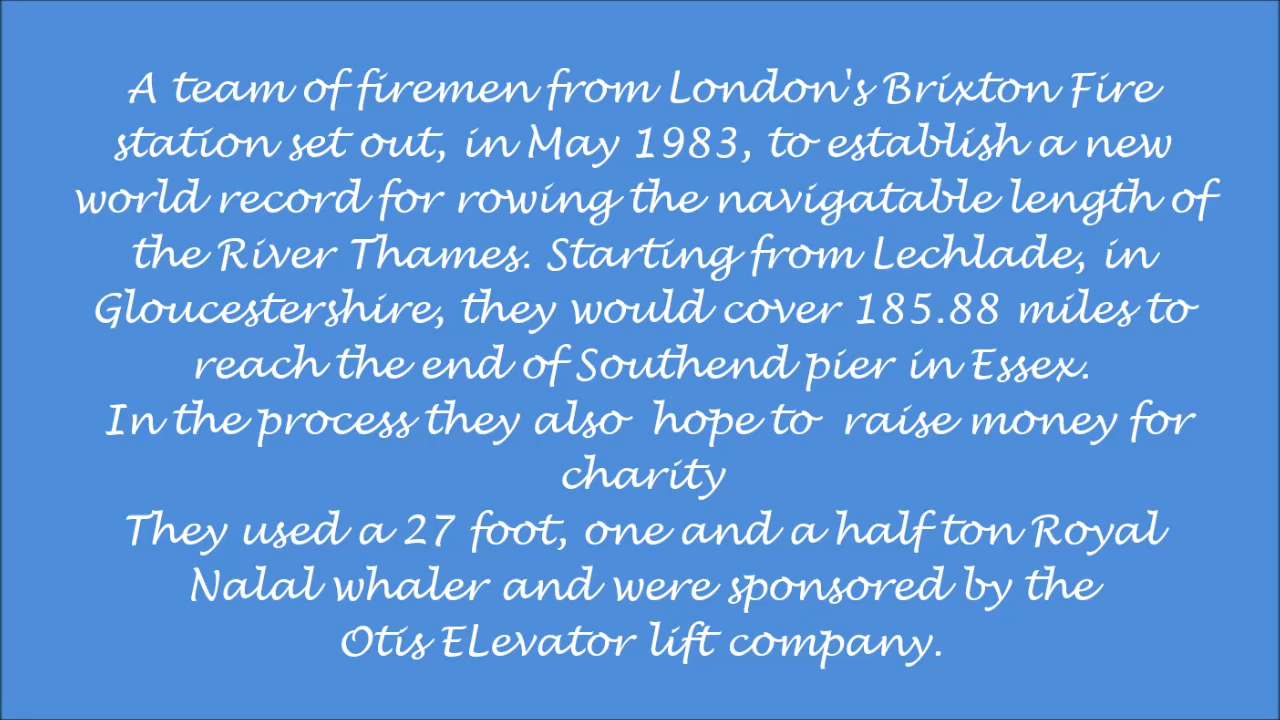 A team of firemen from London's Brixton Fire
station set out, in May 1983, to establish a new
world record for rowing the navigatable length of
the River Thames. Starting from Lechlade, in
Gloucestershire, they would cover 185.88 miles to
reach the end of Southend pier in Essex.
In the process they also hope to raise money for
charity
They used a 27 foot, one and a half ton Royal
Nalal whaler and were sponsored by the
Otis ELevator lift company.